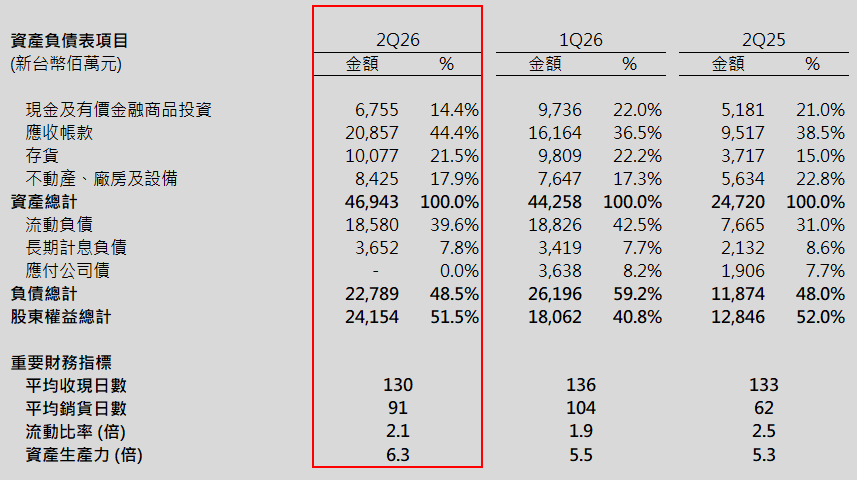 資產負債表項目 2Q26 1Q26 2Q25
(新台幣佰萬元) 金額 % 金額 % 金額 %
現金及有價金融商品投資 6,755 14.4% 9,736 22.0% 5,181 21.0%
應收帳款 20,857 44.4% 16,164 36.5% 9,517 38.5%
存貨 10,077 21.5% 9,809 22.2% 3,717 15.0%
不動產、廠房及設備 8,425 17.9% 7,647 17.3% 5,634 22.8%
資產總計 46,943 100.0% 44,258 100.0% 24,720 100.0%
流動負債 18,580 39.6% 18,826 42.5% 7,665 31.0%
長期計息負債 3,652 7.8% 3,419 7.7% 2,132 8.6%
應付公司債 - 0.0% 3,638 8.2% 1,906 7.7%
負債總計 22,789 48.5% 26,196 59.2% 11,874 48.0%
股東權益總計 24,154 51.5% 18,062 40.8% 12,846 52.0%
重要財務指標
平均收現日數 130 136 133
平均銷貨日數 91 104 62
流動比率 (倍) 2.1 1.9 2.5
資產生產力 (倍) 6.3 5.5 5.3